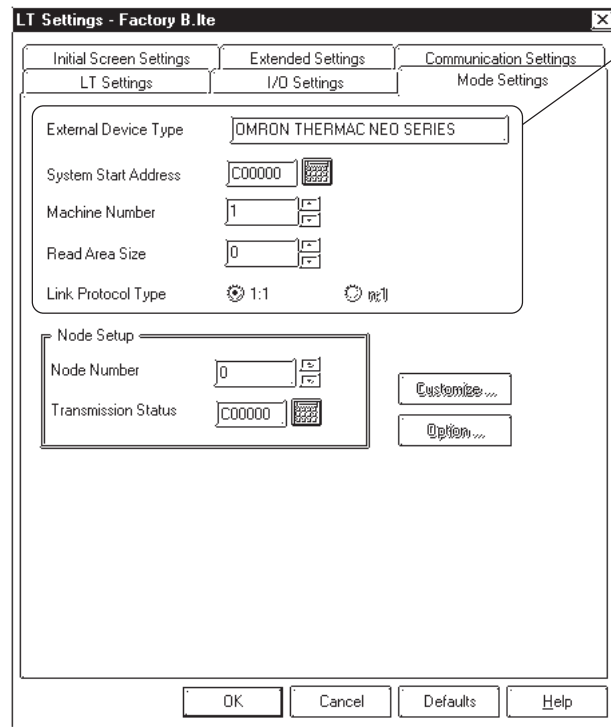 LT Settings - Factory B.lte
Initial Screen Settings Extended Settings Communication Settings
LT Settings I/O Settings Mode Settings
External Device Type OMRON THERMAC NEO SERIES
System Start Address C00000
Machine Number 1
Read Area Size 0
Link Protocol Type 1:1 n:1
Node Setup
Node Number 0
Transmission Status C00000
Customize ...
Option ...
OK Cancel Defaults Help